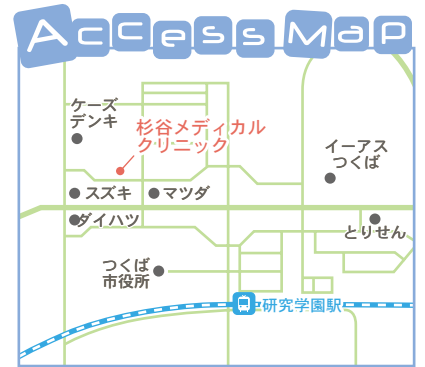 Access Map
ケーズ
デンキ
杉谷メディカル
クリニック
イーアス
つくば
スズキ
マツダ
ダイハツ
とりせん
つくば
市役所
研究学園駅